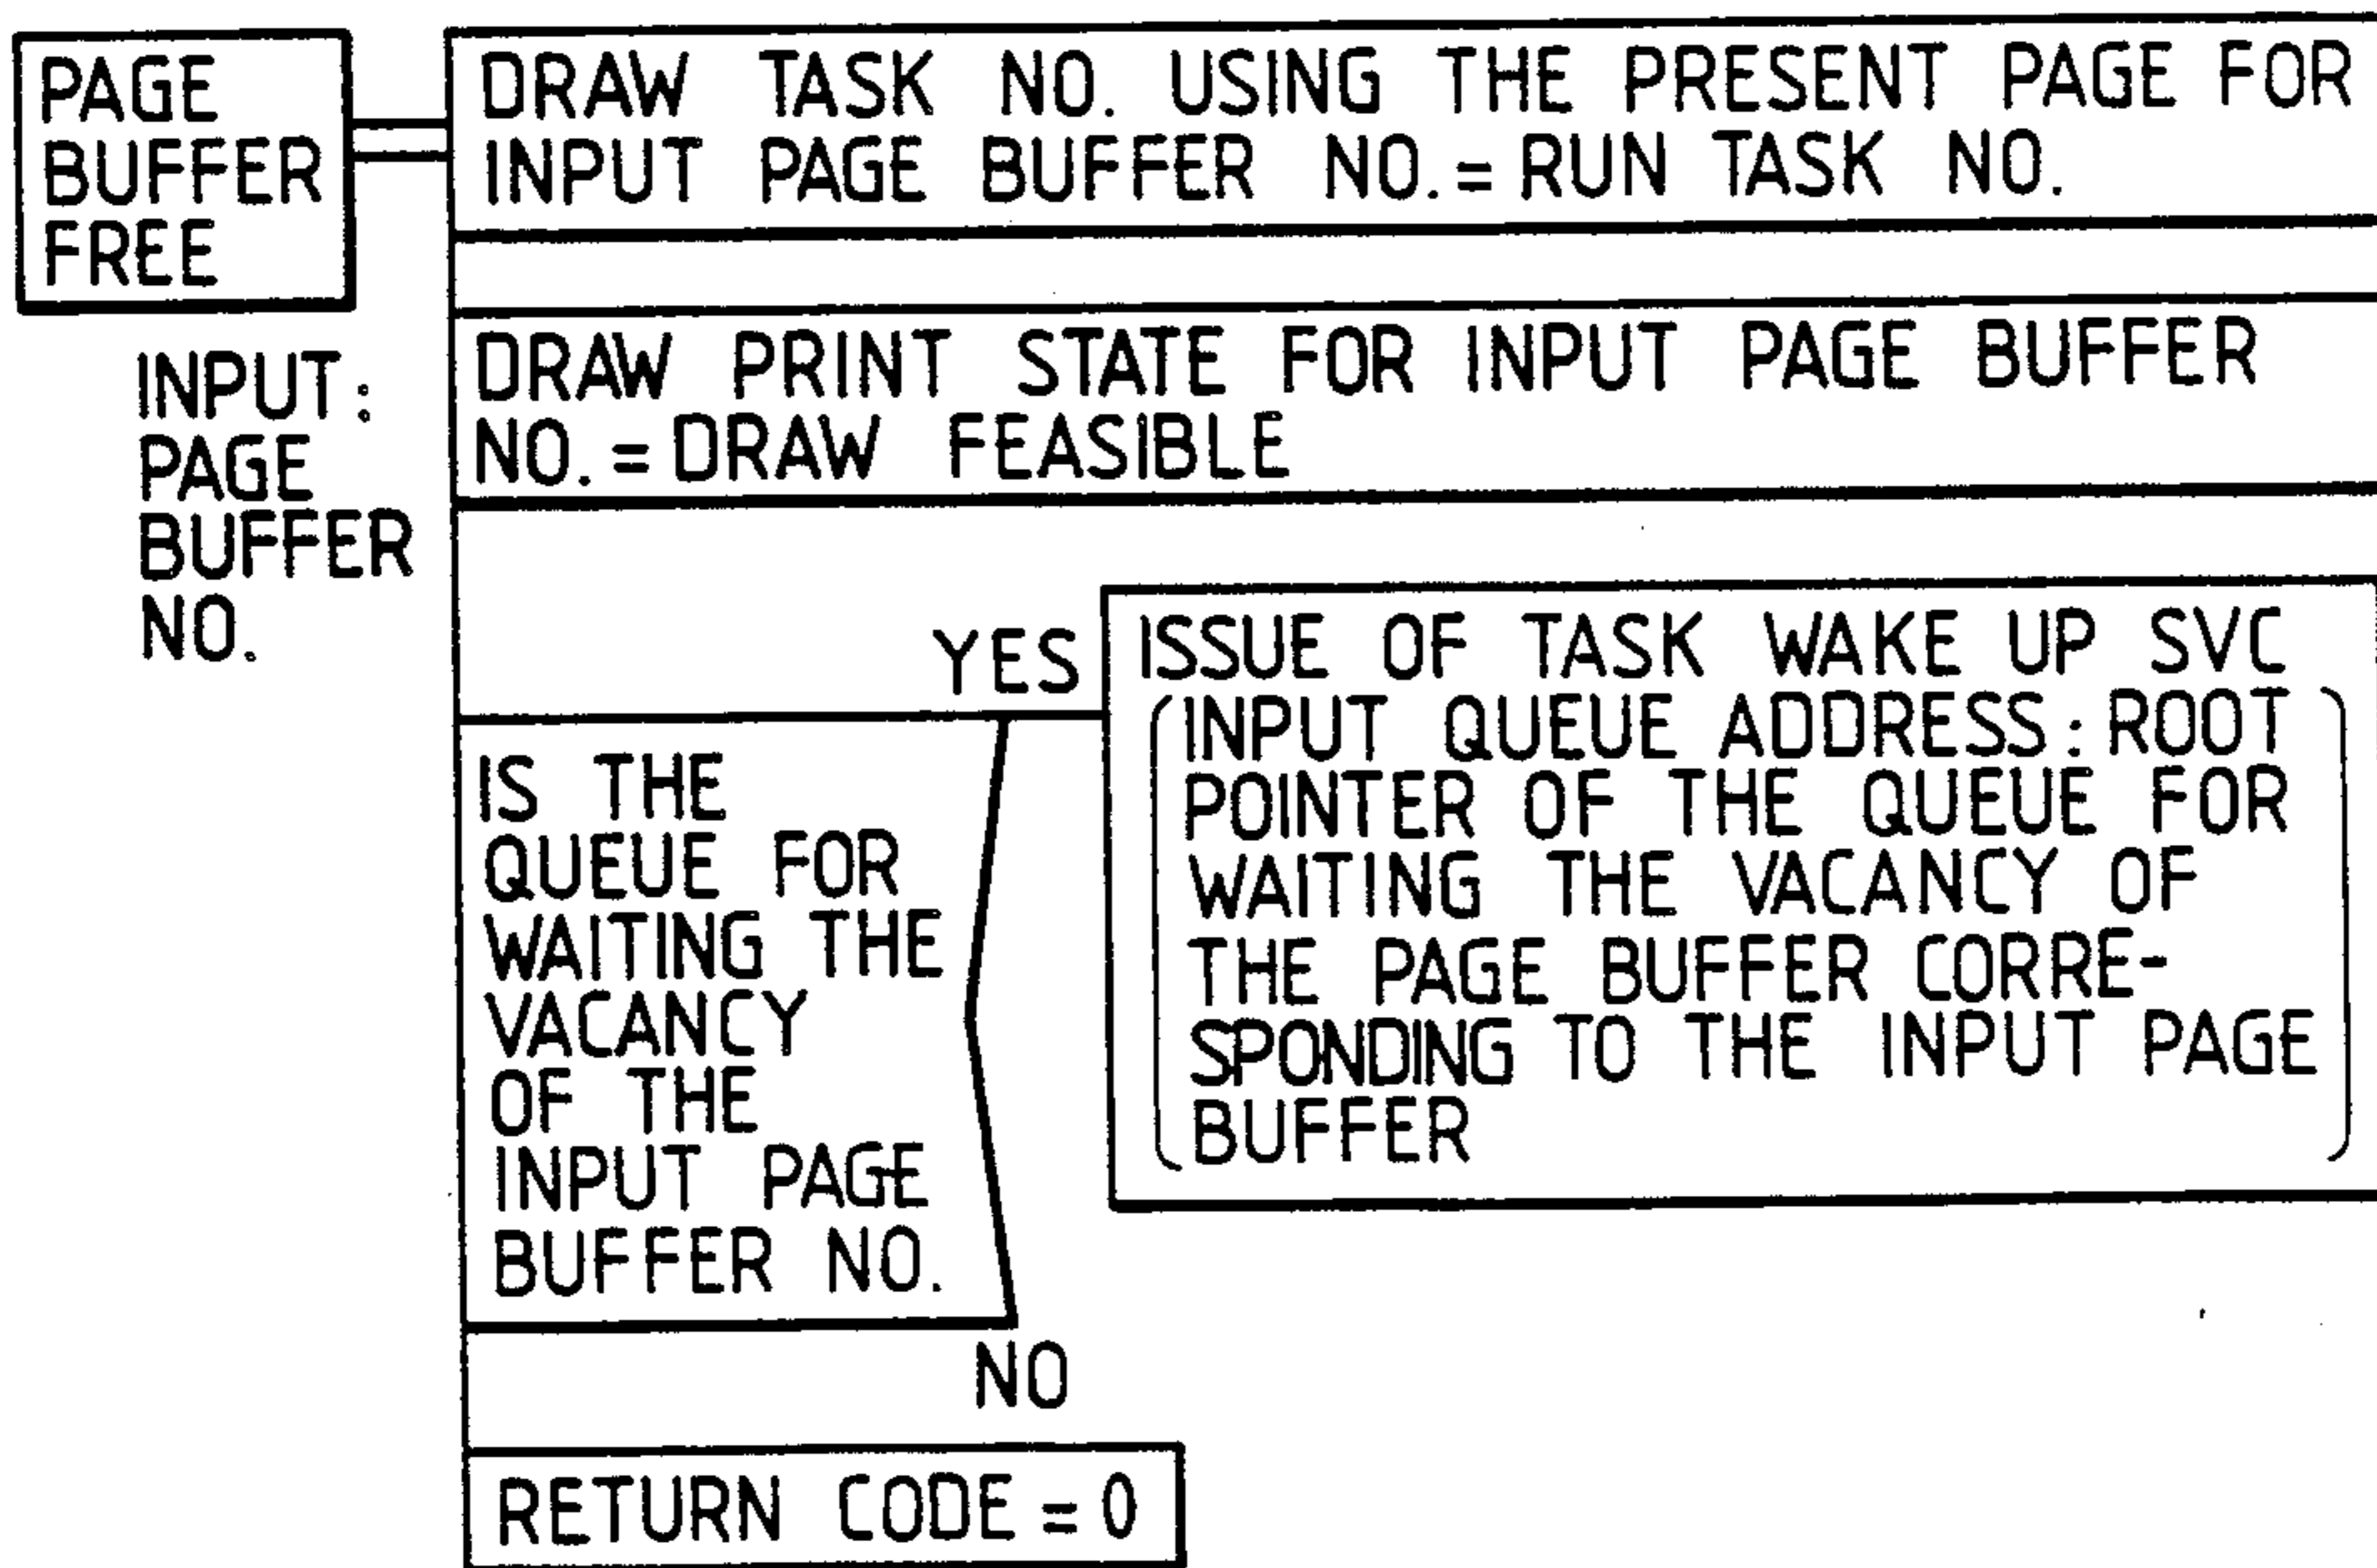 PAGE
BUFFER
FREE
INPUT:
PAGE
BUFFER
NO.
DRAW TASK NO. USING THE PRESENT PAGE FOR
INPUT PAGE BUFFER NO.=RUN TASK NO.
DRAW PRINT STATE FOR INPUT PAGE BUFFER
NO.=DRAW FEASIBLE
IS THE
QUEUE FOR
WAITING THE
VACANCY
OF THE
INPUT PAGE
BUFFER NO.
YES
ISSUE OF TASK WAKE UP SVC
(INPUT QUEUE ADDRESS:ROOT
POINTER OF THE QUEUE FOR
WAITING THE VACANCY OF
THE PAGE BUFFER CORRE-
SPONDING TO THE INPUT PAGE
BUFFER)
NO
RETURN CODE=0